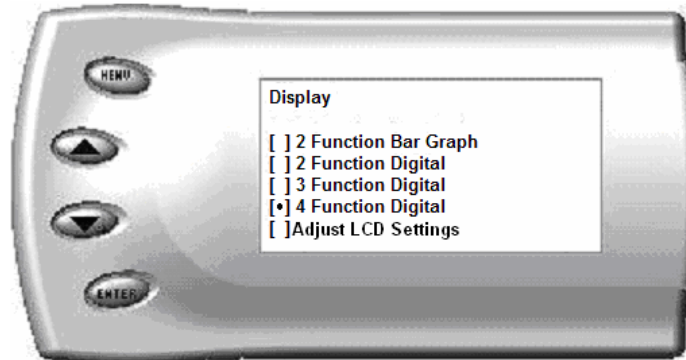 MENU
Display
[ ] 2 Function Bar Graph
[ ] 2 Function Digital
[ ] 3 Function Digital
[•] 4 Function Digital
[ ]Adjust LCD Settings
ENTER